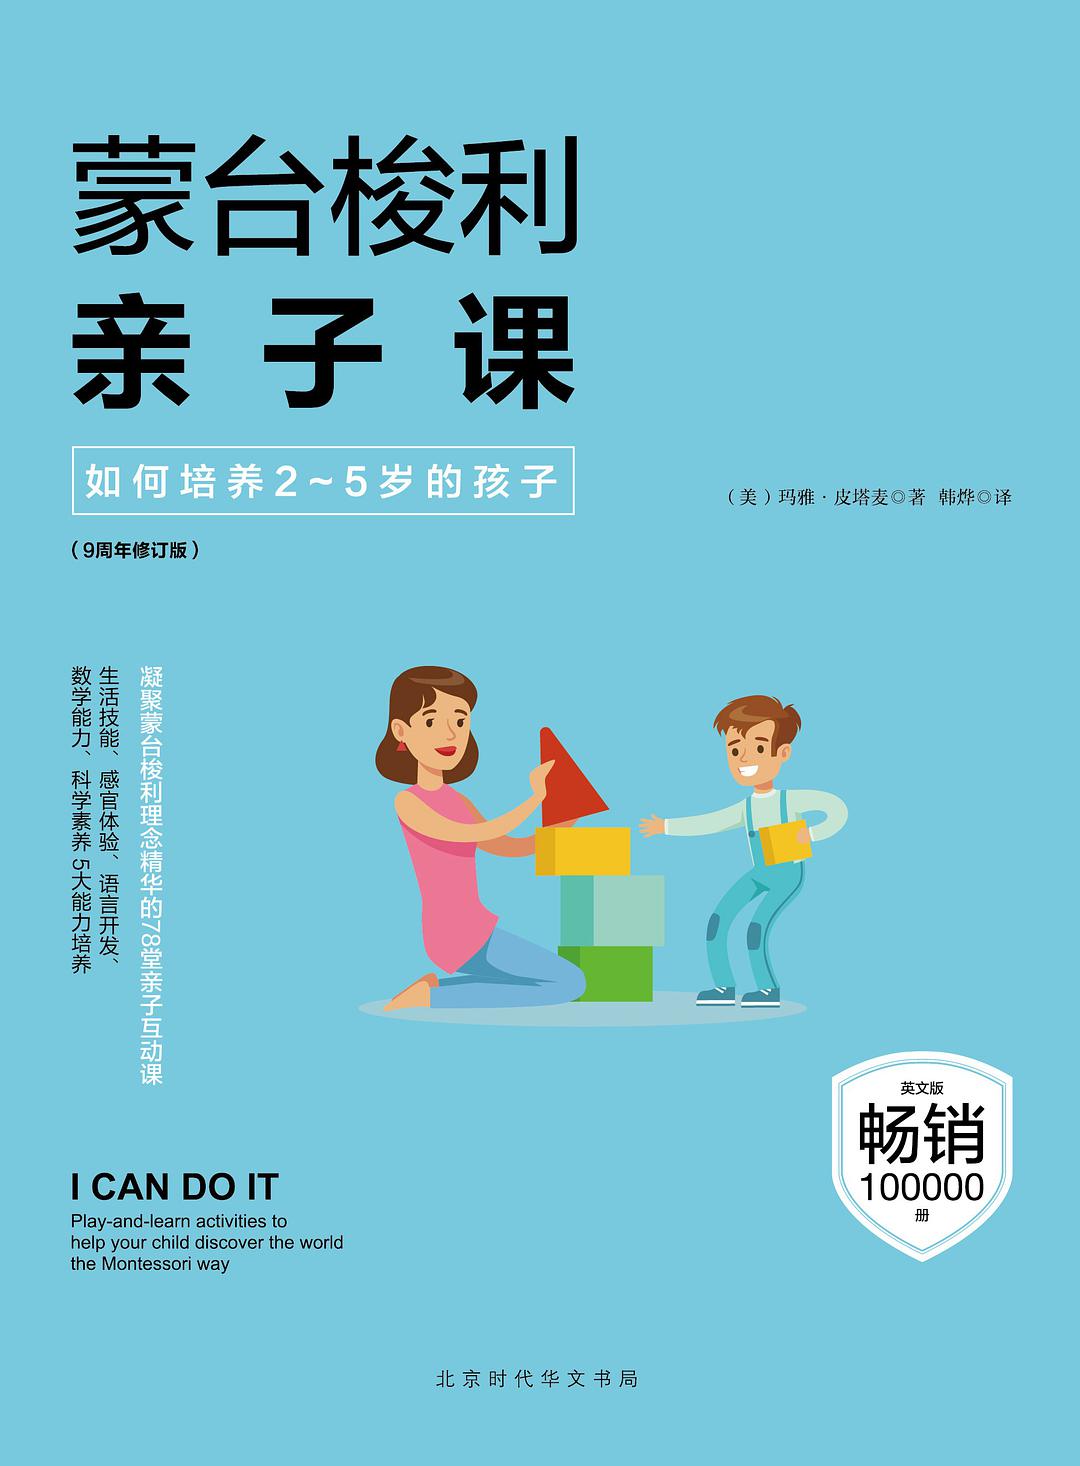 蒙台梭利
亲子课
如何培养2~5岁的孩子
（美）玛雅·皮塔麦◎著 韩烨◎译
（9周年修订版）
凝聚蒙台梭利理念精华的78堂亲子互动课
生活技能、感官体验、语言开发、
数学能力、科学素养5大能力培养
英文版
畅销
100000
册
I CAN DO IT
Play-and-learn activities to
help your child discover the world
the Montessori way
北京时代华文书局